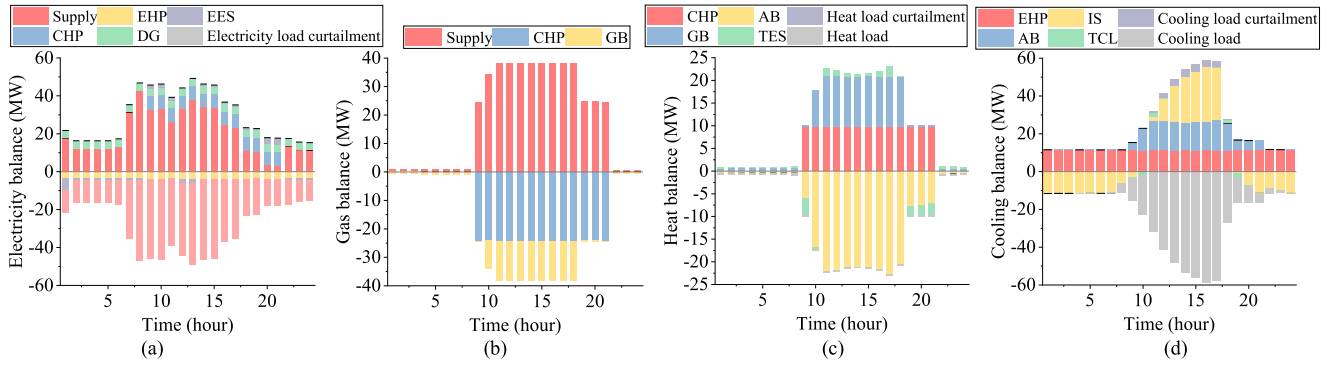 Supply EHP EES
CHP DG Electricity load curtailment
60
40
20
0
-20
-40
-60
Electricity balance (MW)
5 10 15 20
Time (hour)
(a)
Supply CHP GB
40
30
20
10
0
-10
-20
-30
-40
Gas balance (MW)
5 10 15 20
Time (hour)
(b)
CHP AB Heat load curtailment
GB TES Heat load
25
20
15
10
5
0
-5
-10
-15
-20
-25
Heat balance (MW)
5 10 15 20
Time (hour)
(c)
EHP IS Cooling load curtailment
AB TCL Cooling load
60
40
20
0
-20
-40
-60
Cooling balance (MW)
5 10 15 20
Time (hour)
(d)